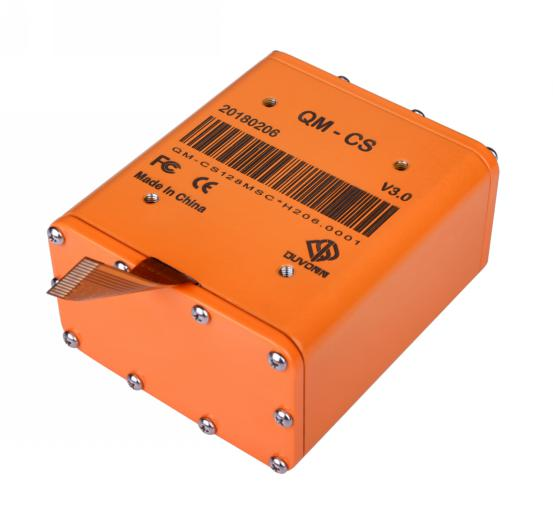 QM - CS
20180206
V3.0
QM-CS128MSC*H206.0001
FC CE
Made In China
DUVONN